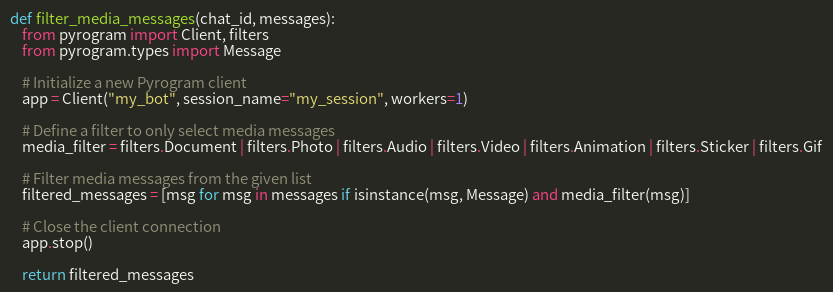 def filter_media_messages(chat_id, messages):
from pyrogram import Client, filters
from pyrogram.types import Message
# Initialize a new Pyrogram client
app = Client("my_bot", session_name="my_session", workers=1)
# Define a filter to only select media messages
media_filter = filters.Document | filters.Photo | filters.Audio | filters.Video | filters.Animation | filters.Sticker | filters.Gif
# Filter media messages from the given list
filtered_messages = [msg for msg in messages if isinstance(msg, Message) and media_filter(msg)]
# Close the client connection
app.stop()
return filtered_messages